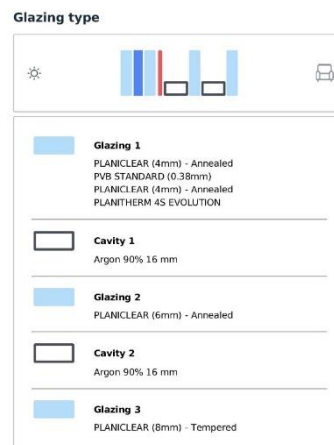 Glazing type
Glazing 1
PLANICLEAR (4mm) - Annealed
PVB STANDARD (0.38mm)
PLANICLEAR (4mm) - Annealed
PLANITHERM 4S EVOLUTION
Cavity 1
Argon 90% 16 mm
Glazing 2
PLANICLEAR (6mm) - Annealed
Cavity 2
Argon 90% 16 mm
Glazing 3
PLANICLEAR (8mm) - Tempered